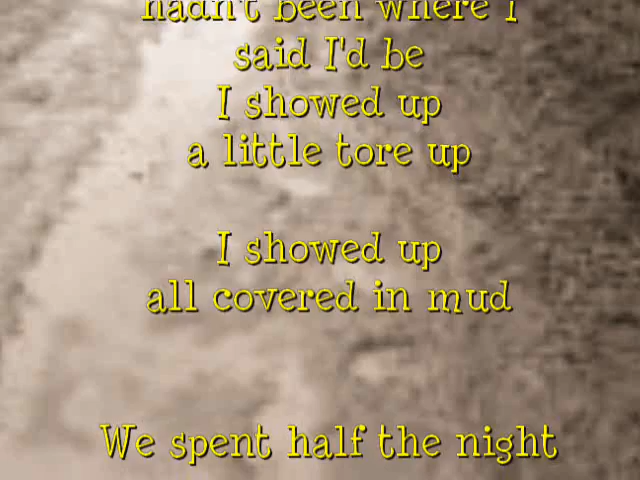 hadn't been where I
said I'd be
I showed up
a little tore up
I showed up
all covered in mud
We spent half the night